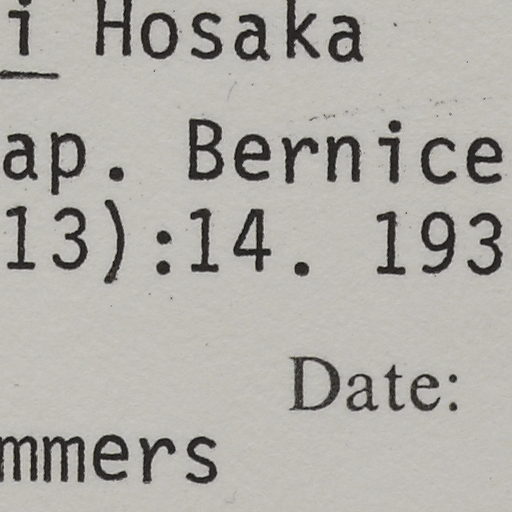 i Hosaka
ap. Bernice
13):14. 193
Date:
mmers